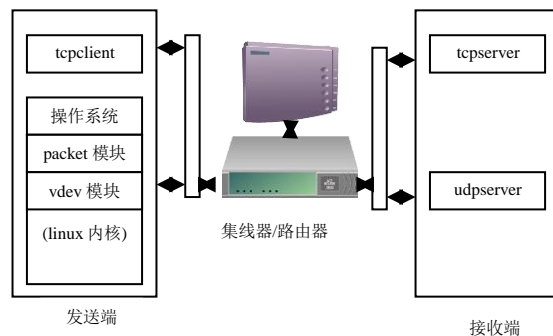 tcpclient
操作系统
packet 模块
vdev 模块
(linux 内核)
发送端
集线器/路由器
tcpserver
udpserver
接收端